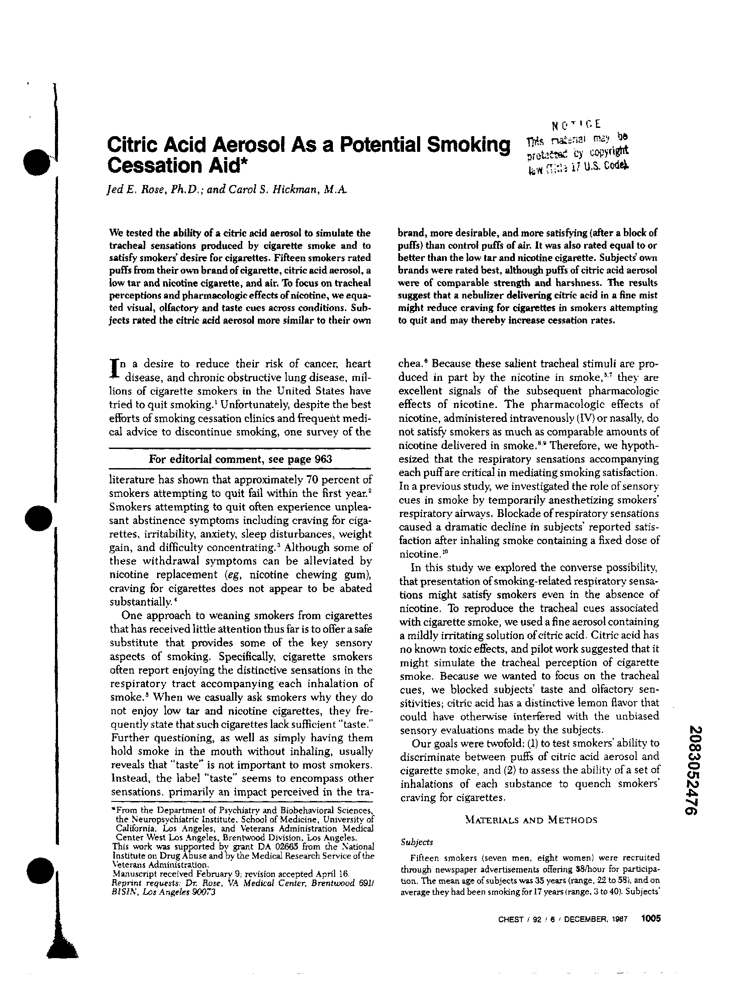 NOTICE
This material may be
protected by copyright
law (Title 17 U.S. Code).
Citric Acid Aerosol As a Potential Smoking
Cessation Aid*
Jed E. Rose, Ph.D.; and Carol S. Hickman, M.A.
We tested the ability of a citric acid aerosol to simulate the
tracheal sensations produced by cigarette smoke and to
satisfy smokers' desire for cigarettes. Fifteen smokers rated
puffs from their own brand of cigarette, citric acid aerosol, a
low tar and nicotine cigarette, and air. To focus on tracheal
perceptions and pharmacologic effects of nicotine, we equa-
ted visual, olfactory and taste cues across conditions. Sub-
jects rated the citric acid aerosol more similar to their own
brand, more desirable, and more satisfying (after a block of
puffs) than control puffs of air. It was also rated equal to or
better than the low tar and nicotine cigarette. Subjects' own
brands were rated best, although puffs of citric acid aerosol
were of comparable strength and harshness. The results
suggest that a nebulizer delivering citric acid in a fine mist
might reduce craving for cigarettes in smokers attempting
to quit and may thereby increase cessation rates.
In a desire to reduce their risk of cancer, heart
disease, and chronic obstructive lung disease, mil-
lions of cigarette smokers in the United States have
tried to quit smoking.¹ Unfortunately, despite the best
efforts of smoking cessation clinics and frequent medi-
cal advice to discontinue smoking, one survey of the
For editorial comment, see page 963
literature has shown that approximately 70 percent of
smokers attempting to quit fail within the first year.²
Smokers attempting to quit often experience unplea-
sant abstinence symptoms including craving for ciga-
rettes, irritability, anxiety, sleep disturbances, weight
gain, and difficulty concentrating.³ Although some of
these withdrawal symptoms can be alleviated by
nicotine replacement (eg, nicotine chewing gum),
craving for cigarettes does not appear to be abated
substantially.⁴
One approach to weaning smokers from cigarettes
that has received little attention thus far is to offer a safe
substitute that provides some of the key sensory
aspects of smoking. Specifically, cigarette smokers
often report enjoying the distinctive sensations in the
respiratory tract accompanying each inhalation of
smoke.⁵ When we casually ask smokers why they do
not enjoy low tar and nicotine cigarettes, they fre-
quently state that such cigarettes lack sufficient "taste."
Further questioning, as well as simply having them
hold smoke in the mouth without inhaling, usually
reveals that "taste" is not important to most smokers.
Instead, the label "taste" seems to encompass other
sensations, primarily an impact perceived in the tra-
*From the Department of Psychiatry and Biobehavioral Sciences,
the Neuropsychiatric Institute, School of Medicine, University of
California, Los Angeles, and Veterans Administration Medical
Center West Los Angeles, Brentwood Division, Los Angeles.
This work was supported by grant DA 02665 from the National
Institute on Drug Abuse and by the Medical Research Service of the
Veterans Administration.
Manuscript received February 9; revision accepted April 16.
Reprint requests: Dr. Rose, VA Medical Center, Brentwood 691/
B151N, Los Angeles 90073
chea.⁶ Because these salient tracheal stimuli are pro-
duced in part by the nicotine in smoke,⁵,⁷ they are
excellent signals of the subsequent pharmacologic
effects of nicotine. The pharmacologic effects of
nicotine, administered intravenously (IV) or nasally, do
not satisfy smokers as much as comparable amounts of
nicotine delivered in smoke.⁸,⁹ Therefore, we hypoth-
esized that the respiratory sensations accompanying
each puff are critical in mediating smoking satisfaction.
In a previous study, we investigated the role of sensory
cues in smoke by temporarily anesthetizing smokers'
respiratory airways. Blockade of respiratory sensations
caused a dramatic decline in subjects' reported satis-
faction after inhaling smoke containing a fixed dose of
nicotine.¹⁰
In this study we explored the converse possibility,
that presentation of smoking-related respiratory sensa-
tions might satisfy smokers even in the absence of
nicotine. To reproduce the tracheal cues associated
with cigarette smoke, we used a fine aerosol containing
a mildly irritating solution of citric acid. Citric acid has
no known toxic effects, and pilot work suggested that it
might simulate the tracheal perception of cigarette
smoke. Because we wanted to focus on the tracheal
cues, we blocked subjects' taste and olfactory sen-
sitivities; citric acid has a distinctive lemon flavor that
could have otherwise interfered with the unbiased
sensory evaluations made by the subjects.
Our goals were twofold: (1) to test smokers' ability to
discriminate between puffs of citric acid aerosol and
cigarette smoke, and (2) to assess the ability of a set of
inhalations of each substance to quench smokers'
craving for cigarettes.
MATERIALS AND METHODS
Subjects
Fifteen smokers (seven men, eight women) were recruited
through newspaper advertisements offering $8/hour for participa-
tion. The mean age of subjects was 35 years (range, 22 to 58), and on
average they had been smoking for 17 years (range, 3 to 40). Subjects'
CHEST / 92 / 6 / DECEMBER, 1987 1005
2083052476